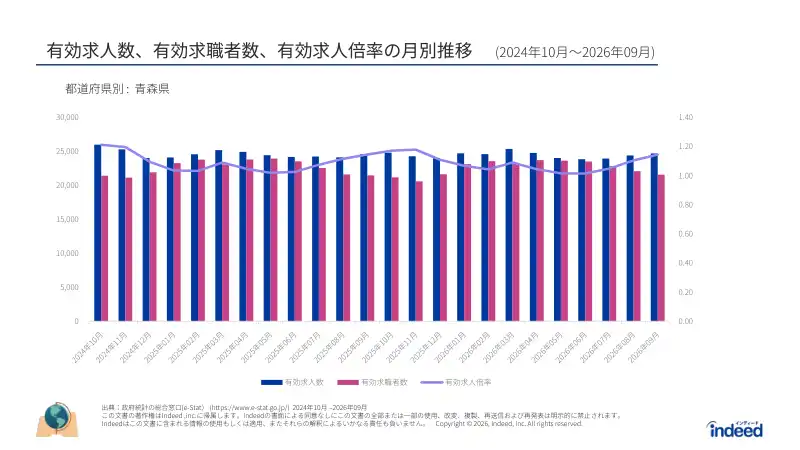 有効求人数、有効求職者数、有効求人倍率の月別推移 (2024年10月～2026年09月)
都道府県別 : 青森県
30,000
25,000
20,000
15,000
10,000
5,000
0
1.40
1.20
1.00
0.80
0.60
0.40
0.20
0.00
2024年10月
2024年11月
2024年12月
2025年01月
2025年02月
2025年03月
2025年04月
2025年05月
2025年06月
2025年07月
2025年08月
2025年09月
2025年10月
2025年11月
2025年12月
2026年01月
2026年02月
2026年03月
2026年04月
2026年05月
2026年06月
2026年07月
2026年08月
2026年09月
有効求人数 有効求職者数 有効求人倍率
出典：政府統計の総合窓口(e-Stat) (https://www.e-stat.go.jp/) 2024年10月 –2026年09月
この文書の著作権はIndeed ,Inc.に帰属します。Indeedの書面による同意なしにこの文書の全部または一部の使用、改変、複製、再送信および再発表は明示的に禁止されます。
Indeedはこの文書に含まれる情報の使用もしくは適用、またそれらの解釈によるいかなる責任も負いません。 Copyright © 2026, Indeed, Inc. All rights reserved.
インディード
indeed